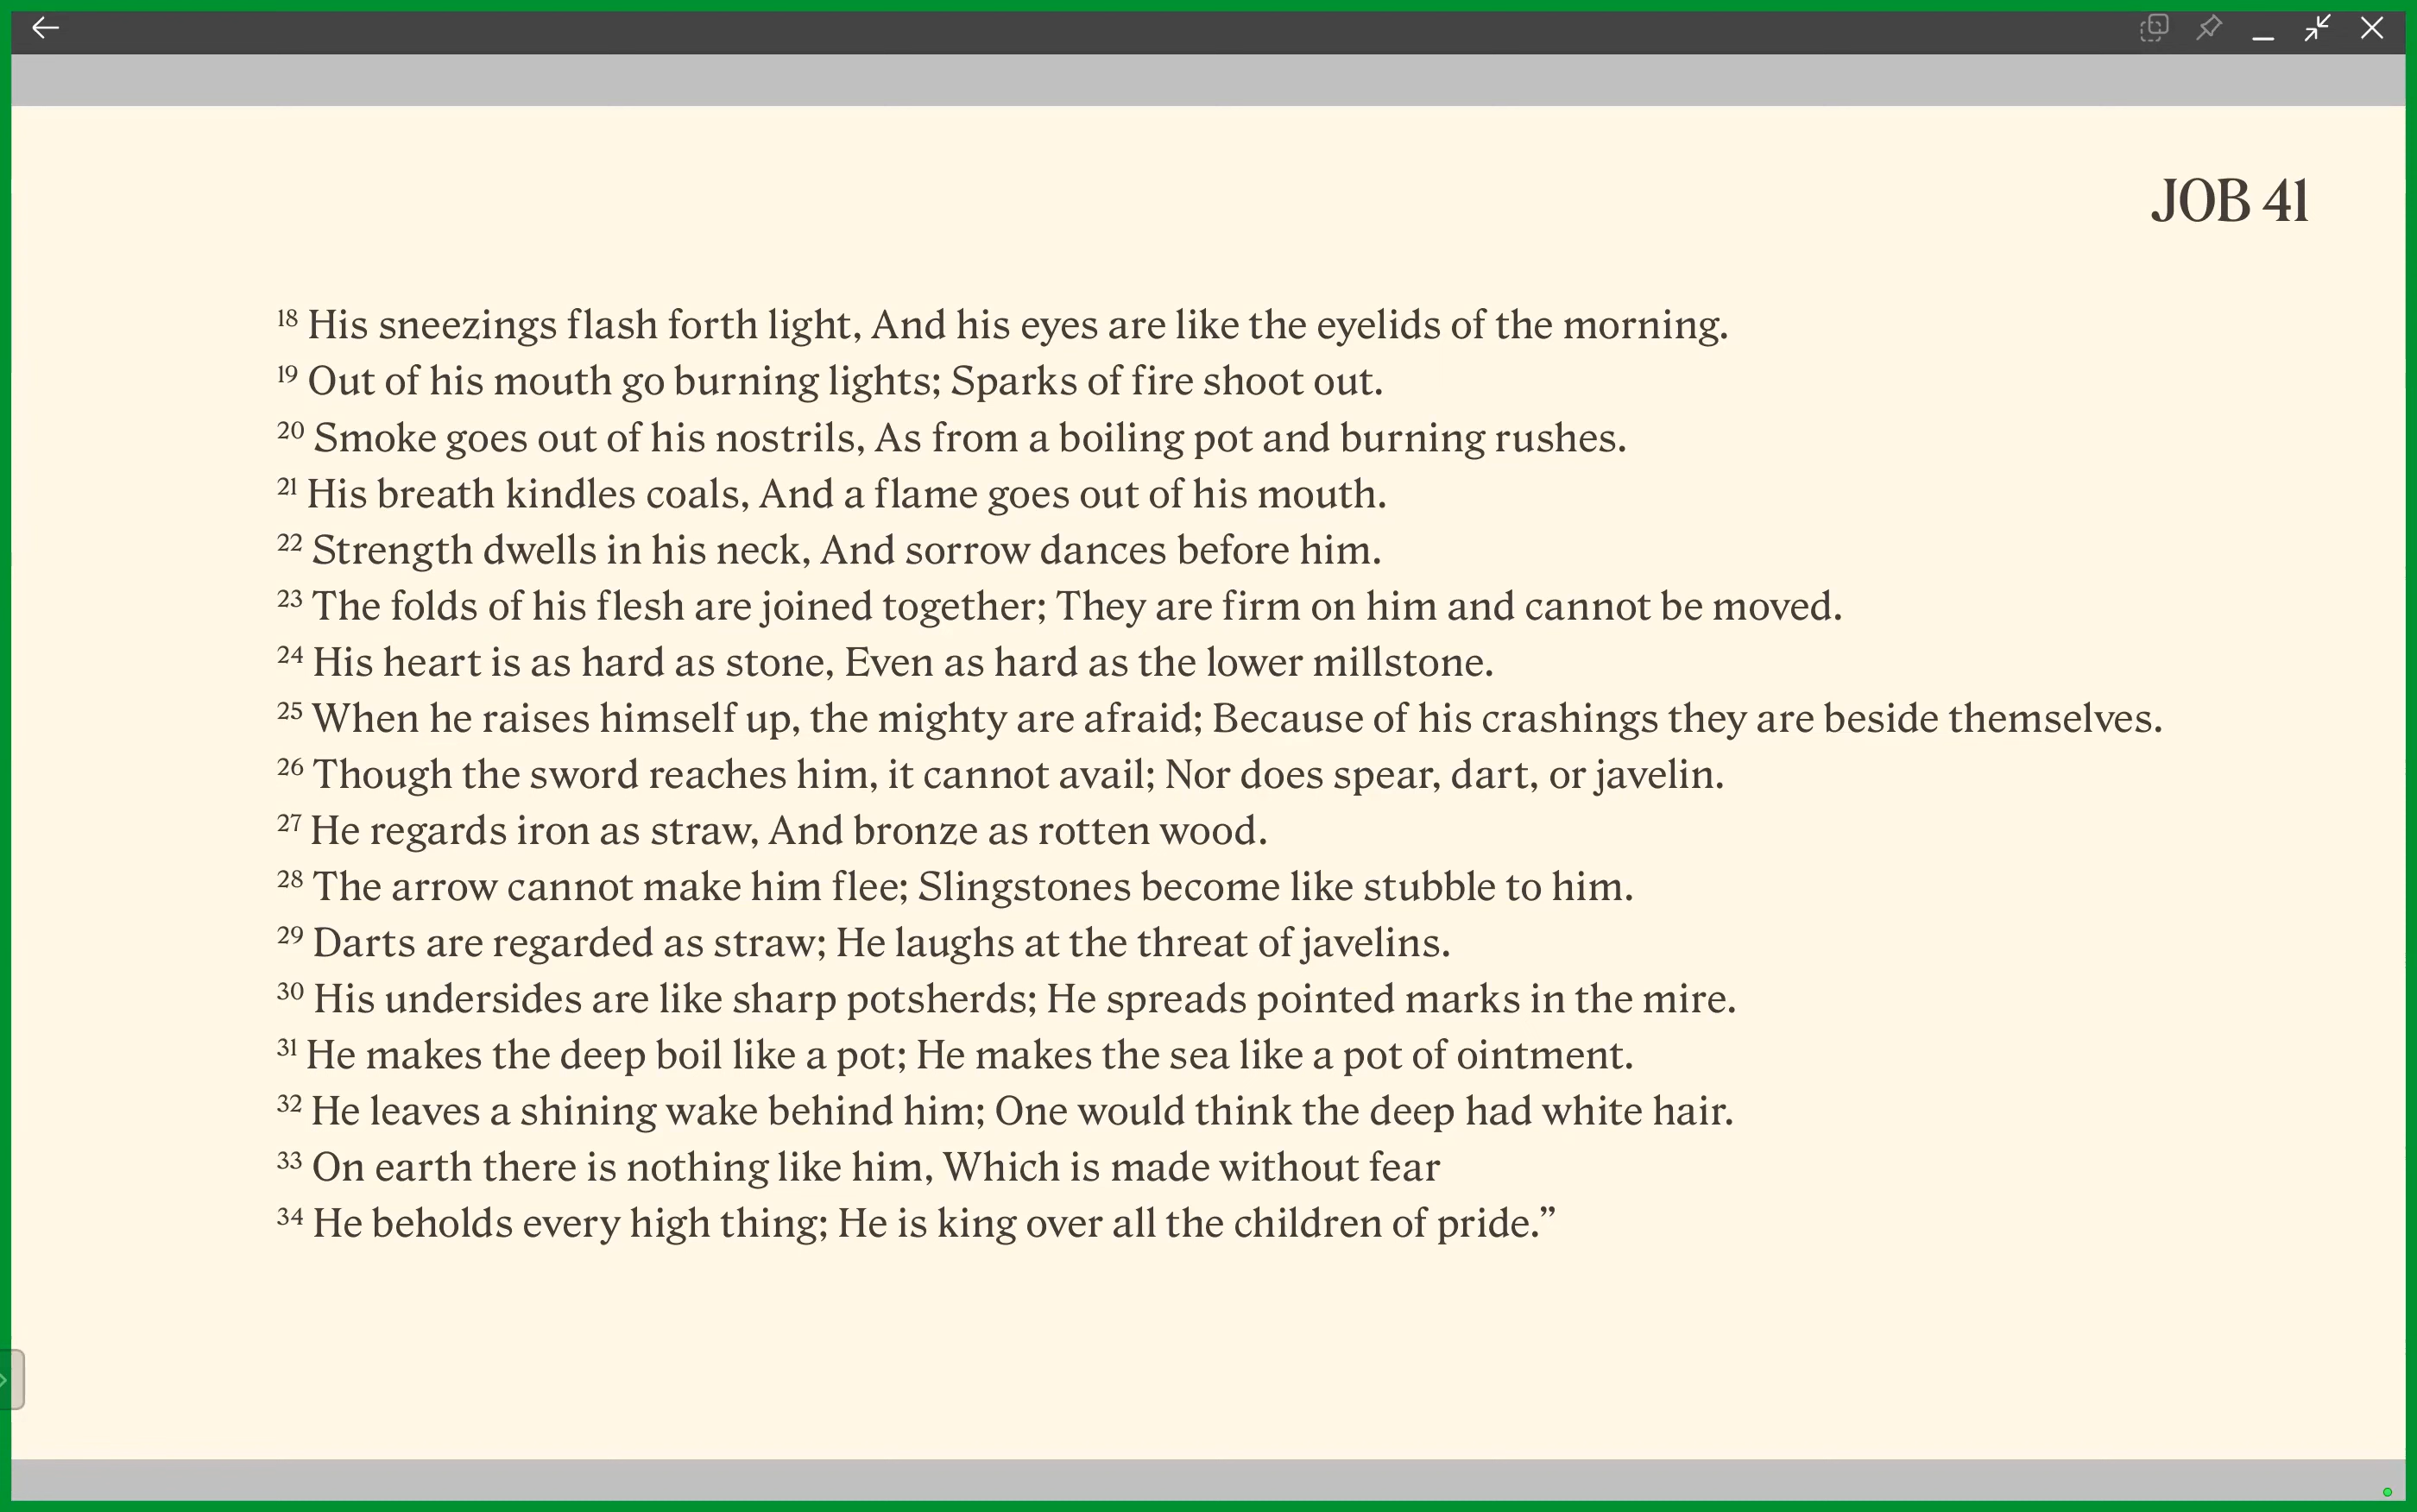 JOB 41
18 His sneezings flash forth light, And his eyes are like the eyelids of the morning.
19 Out of his mouth go burning lights; Sparks of fire shoot out.
20 Smoke goes out of his nostrils, As from a boiling pot and burning rushes.
21 His breath kindles coals, And a flame goes out of his mouth.
22 Strength dwells in his neck, And sorrow dances before him.
23 The folds of his flesh are joined together; They are firm on him and cannot be moved.
24 His heart is as hard as stone, Even as hard as the lower millstone.
25 When he raises himself up, the mighty are afraid; Because of his crashings they are beside themselves.
26 Though the sword reaches him, it cannot avail; Nor does spear, dart, or javelin.
27 He regards iron as straw, And bronze as rotten wood.
28 The arrow cannot make him flee; Slingstones become like stubble to him.
29 Darts are regarded as straw; He laughs at the threat of javelins.
30 His undersides are like sharp potsherds; He spreads pointed marks in the mire.
31 He makes the deep boil like a pot; He makes the sea like a pot of ointment.
32 He leaves a shining wake behind him; One would think the deep had white hair.
33 On earth there is nothing like him, Which is made without fear
34 He beholds every high thing; He is king over all the children of pride.”